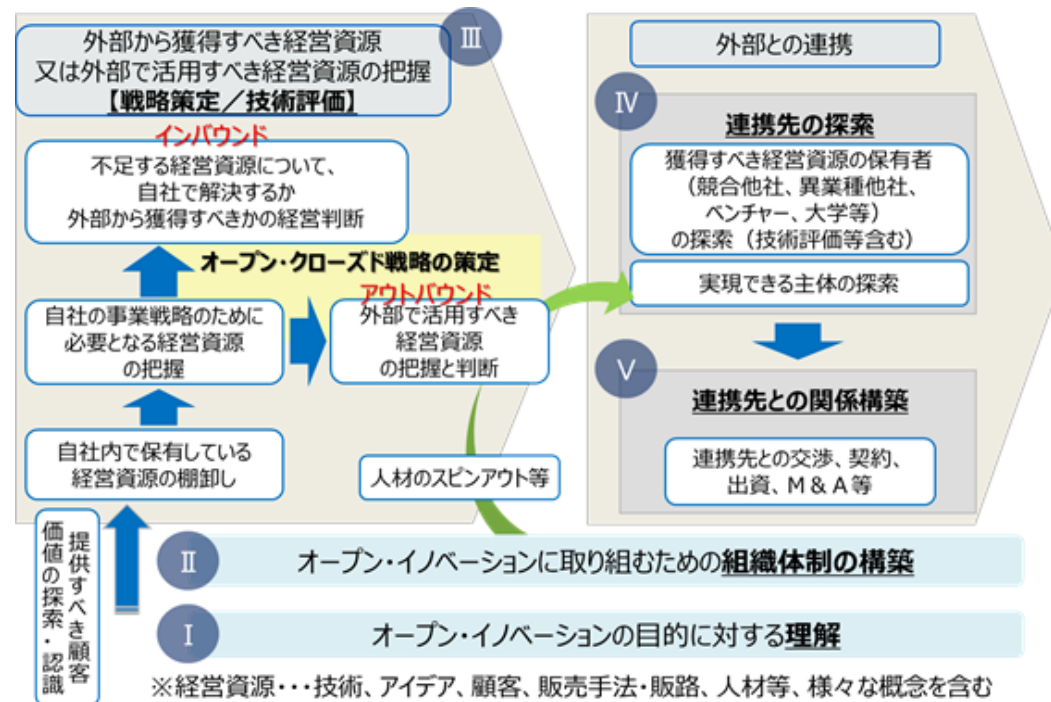 外部から獲得すべき経営資源
又は外部で活用すべき経営資源の把握
【戦略策定／技術評価】
Ⅲ
インバウンド
不足する経営資源について、
自社で解決するか
外部から獲得すべきかの経営判断
オープン・クローズド戦略の策定
アウトバウンド
自社の事業戦略のために
必要となる経営資源
の把握
外部で活用すべき
経営資源
の把握と判断
自社内で保有している
経営資源の棚卸し
人材のスピンアウト等
提供すべき顧客
価値の探索・認識
外部との連携
Ⅳ
連携先の探索
獲得すべき経営資源の保有者
（競合他社、異業種他社、
ベンチャー、大学等）
の探索（技術評価等含む）
実現できる主体の探索
Ⅴ
連携先との関係構築
連携先との交渉、契約、
出資、Ｍ＆Ａ等
Ⅱ
オープン・イノベーションに取り組むための組織体制の構築
Ⅰ
オープン・イノベーションの目的に対する理解
※経営資源・・・技術、アイデア、顧客、販売手法・販路、人材等、様々な概念を含む